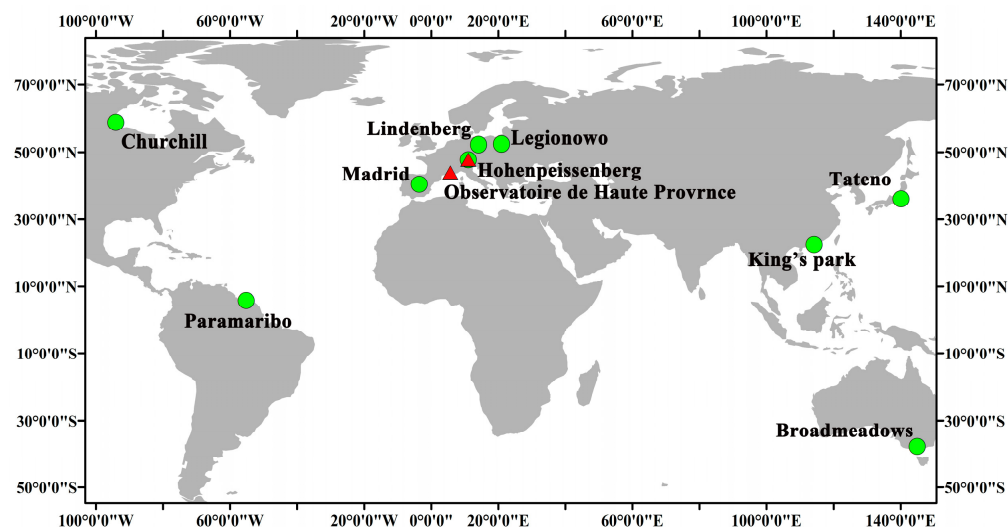 100°0'0"W 60°0'0"W 20°0'0"W 0°0'0" 20°0'0"E 60°0'0"E 100°0'0"E 140°0'0"E
70°0'0"N 70°0'0"N
Churchill
Lindenberg
Legionowo
50°0'0"N 50°0'0"N
Madrid
Hohenpeissenberg
Observatoire de Haute Provrnce
Tateno
30°0'0"N 30°0'0"N
King's park
10°0'0"N 10°0'0"N
Paramaribo
10°0'0"S 10°0'0"S
30°0'0"S 30°0'0"S
Broadmeadows
50°0'0"S 50°0'0"S
100°0'0"W 60°0'0"W 20°0'0"W 0°0'0" 20°0'0"E 60°0'0"E 100°0'0"E 140°0'0"E